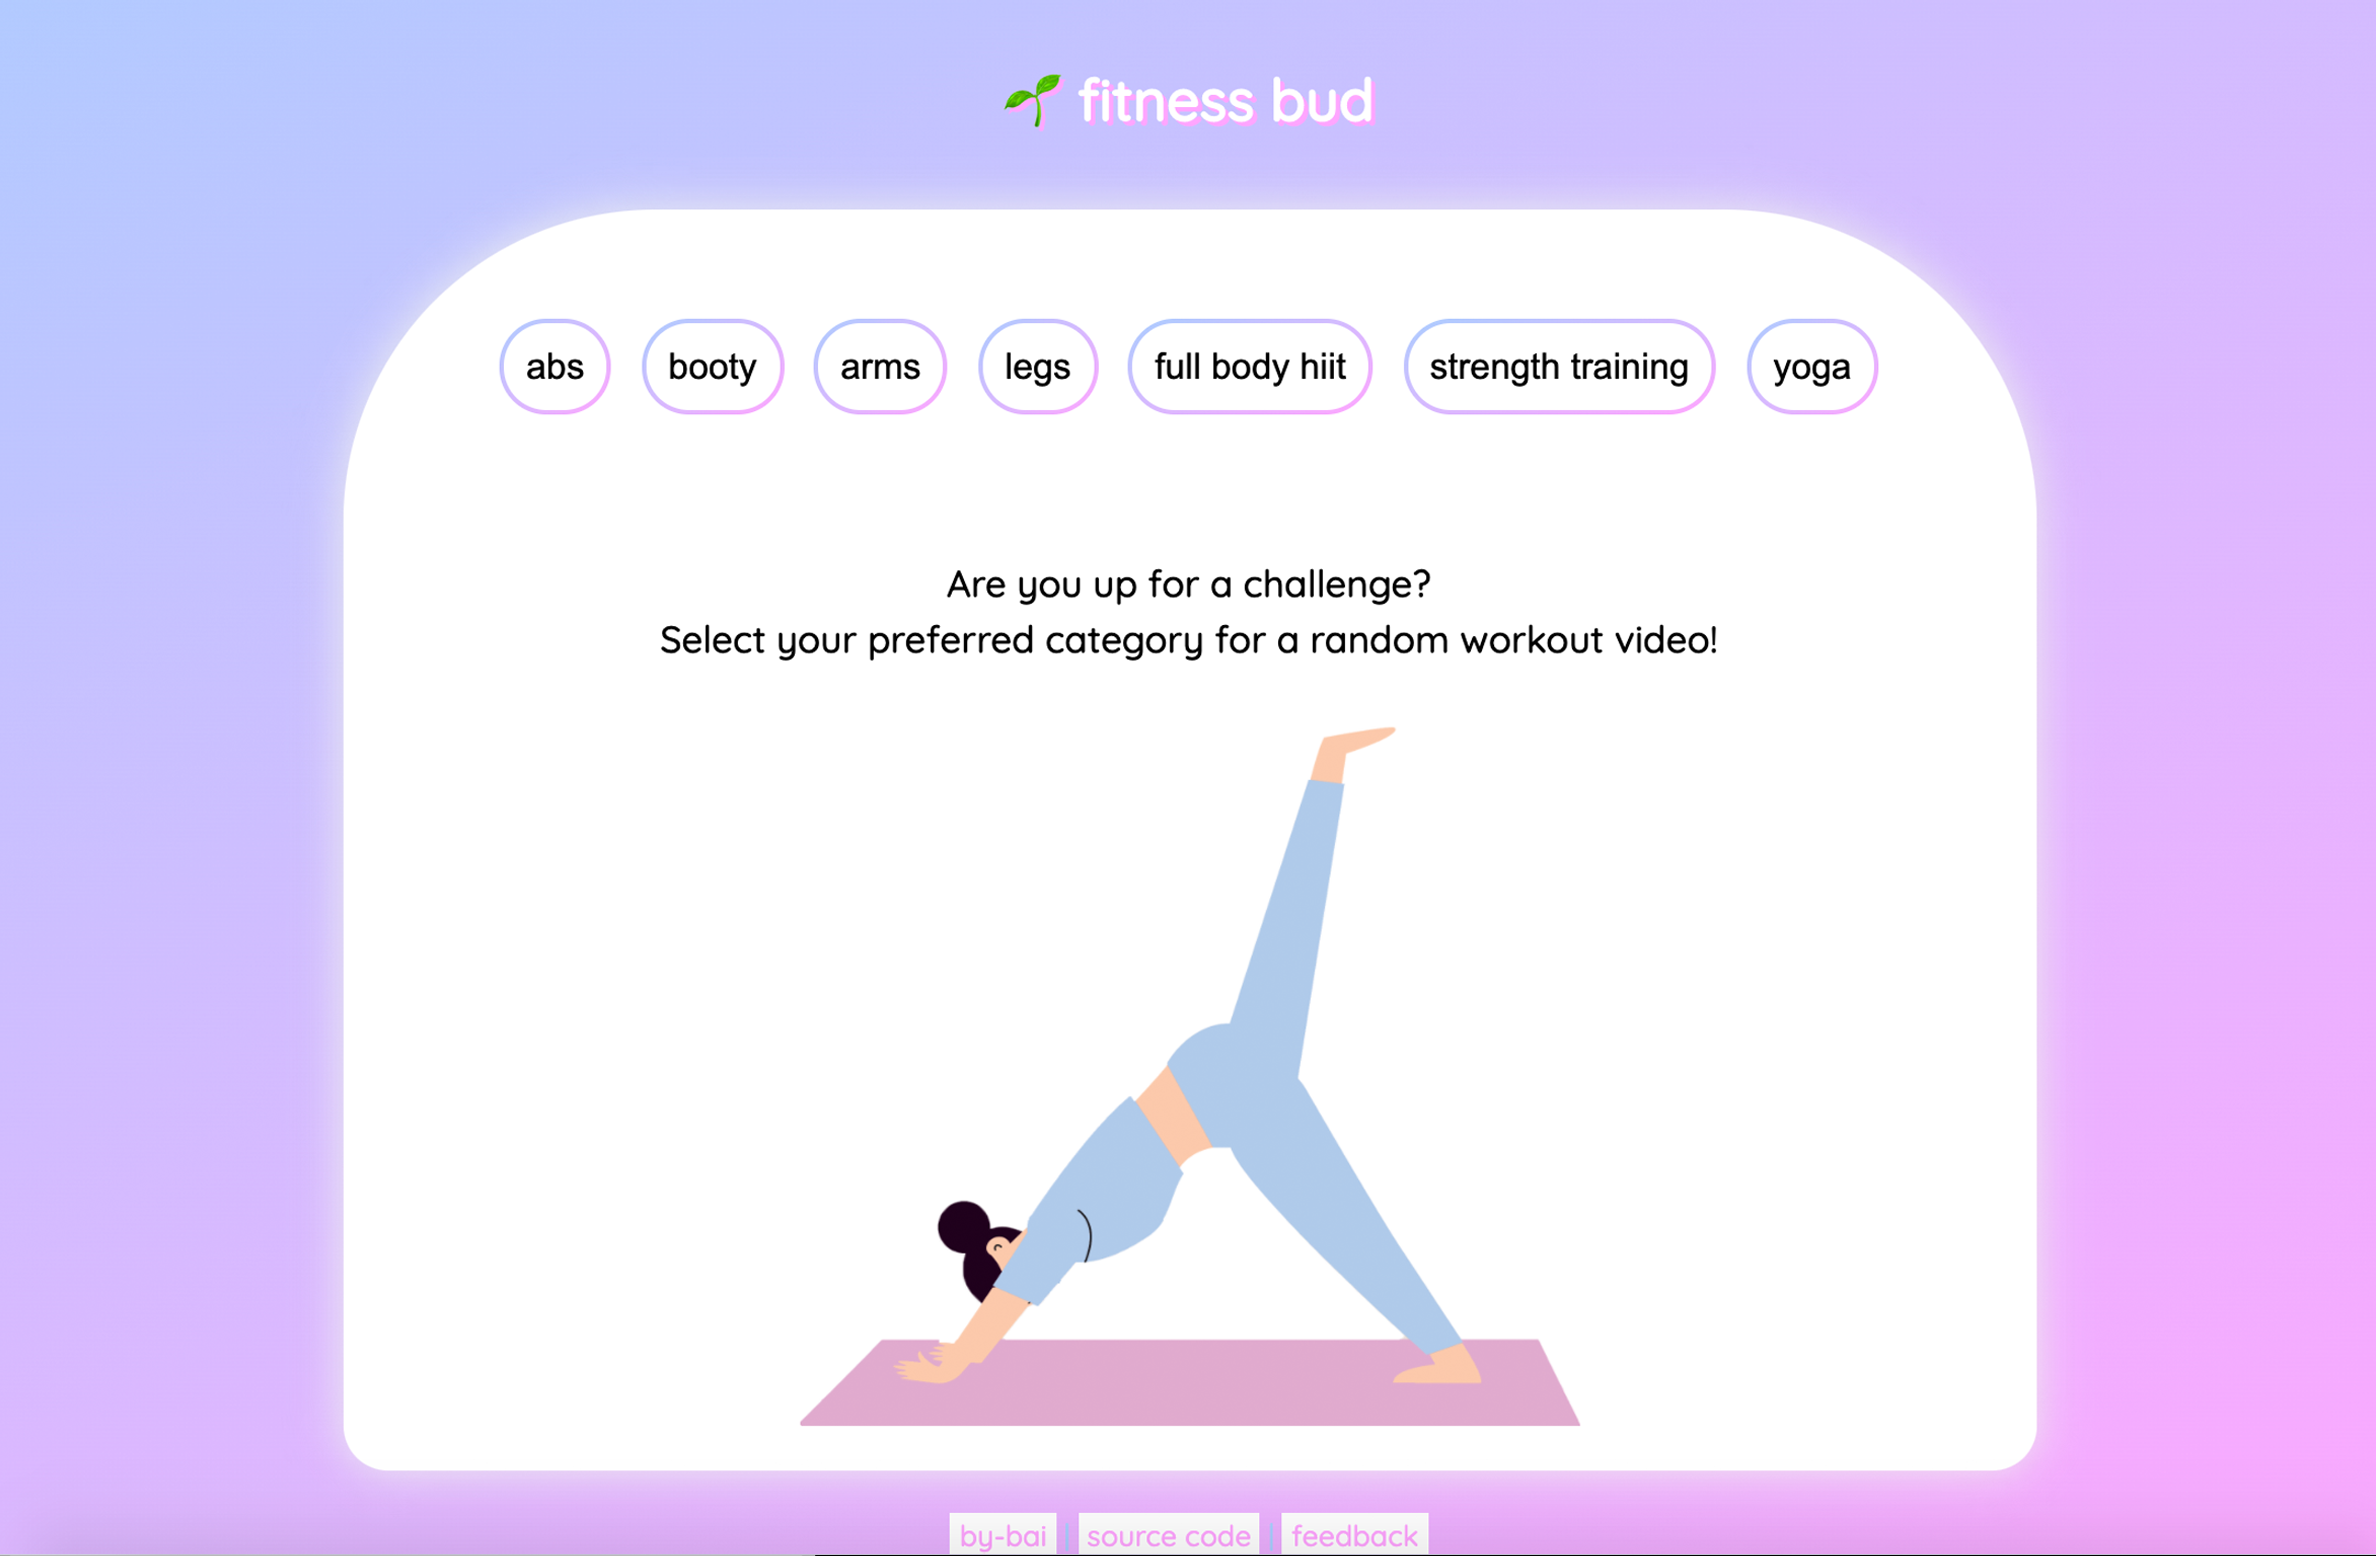 fitness bud
abs booty arms legs full body hiit strength training yoga
Are you up for a challenge?
Select your preferred category for a random workout video!
by-bai | source code | feedback